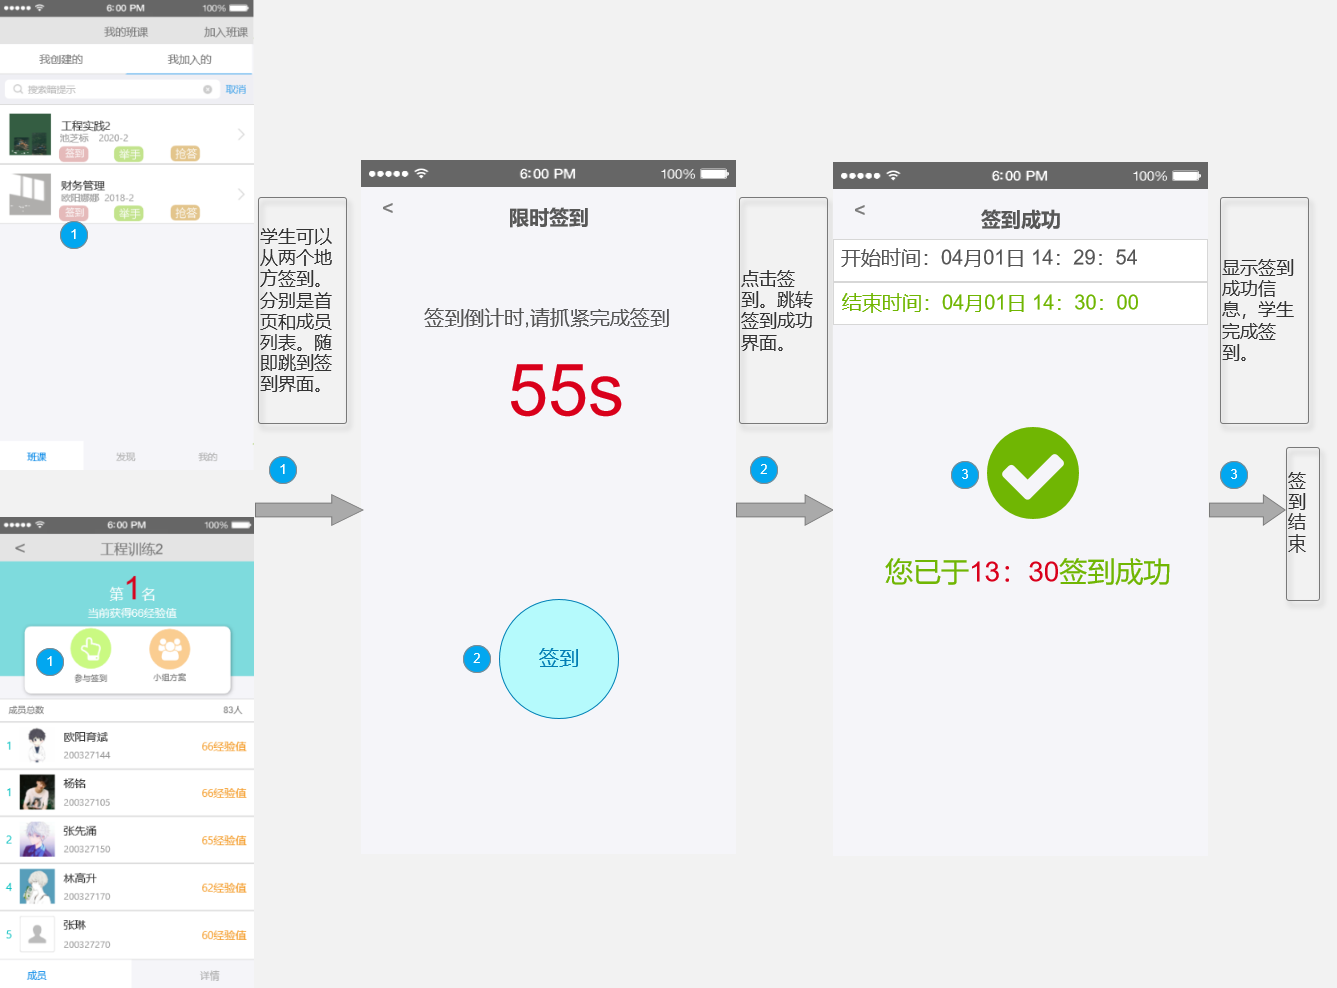 6:00 PM 100%
我的班课 加入班课
我创建的 我加入的
搜索暗提示 取消
工程实践2
池芝标 2020-2
签到 举手 抢答
财务管理
欧阳娜娜 2018-2
签到 举手 抢答
1
班课 发现 我的
6:00 PM 100%
< 工程训练2
第1名
当前获得66经验值
1
参与签到 小组方案
成员总数 83人
1 欧阳育斌 66经验值
200327144
1 杨铭 66经验值
200327105
2 张先涌 65经验值
200327150
4 林高升 62经验值
200327170
5 张琳 60经验值
200327270
成员 详情
学生可以
从两个地
方签到。
分别是首
页和成员
列表。随
即跳到签
到界面。
1
6:00 PM 100%
<
限时签到
签到倒计时,请抓紧完成签到
55s
2
签到
点击签
到。跳转
签到成功
界面。
2
6:00 PM 100%
<
签到成功
开始时间：04月01日 14：29：54
结束时间：04月01日 14：30：00
3
您已于13：30签到成功
显示签到
成功信
息，学生
完成签
到。
3
签
到
结
束